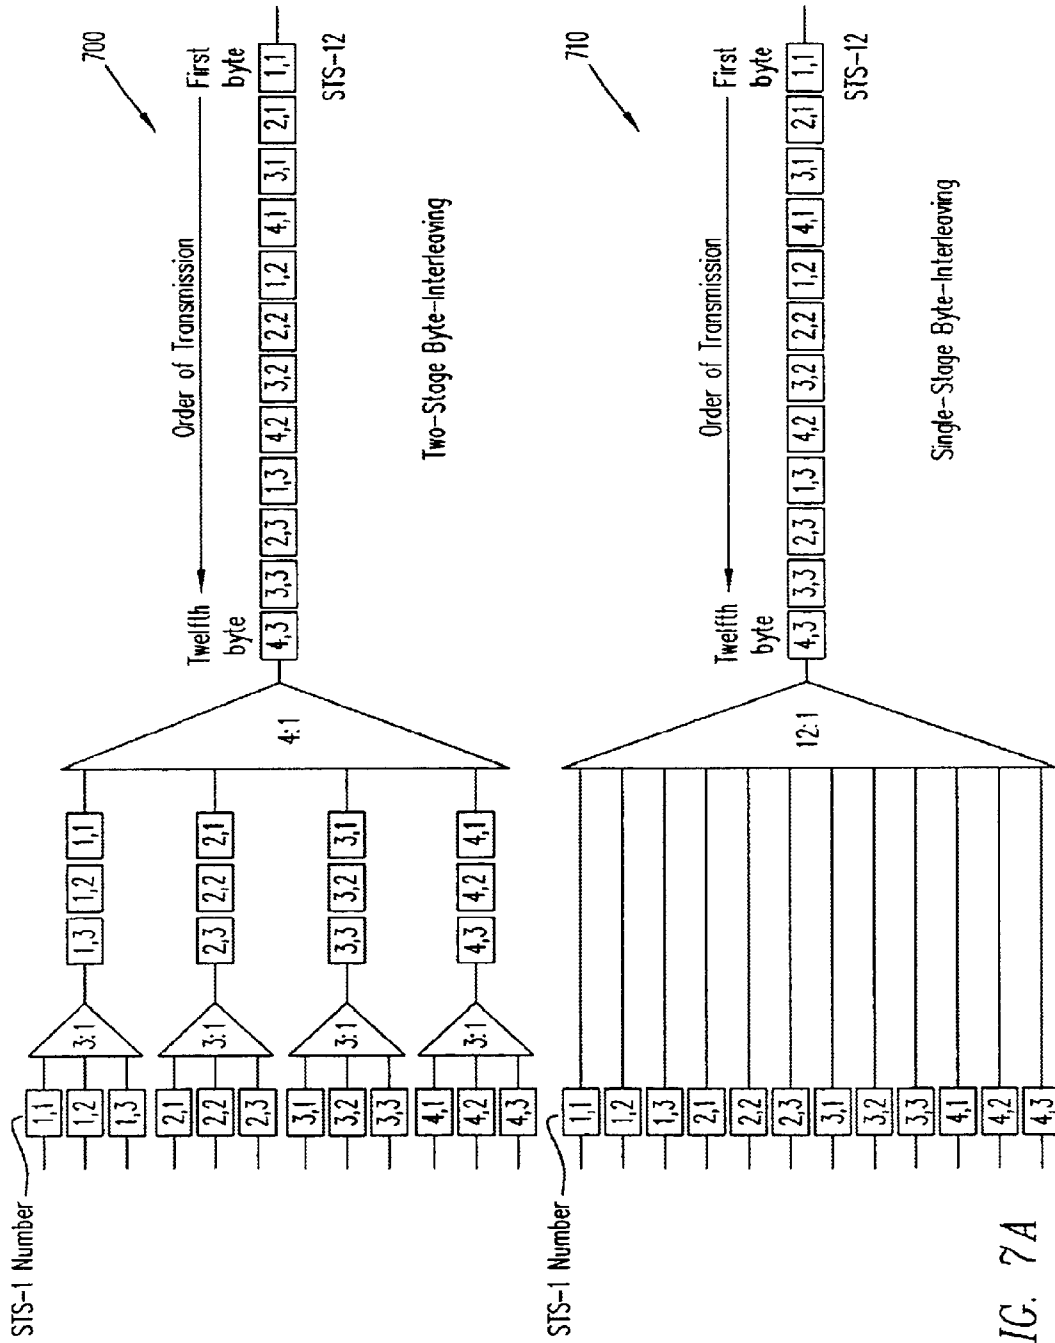 STS-1 Number
1,1
1,2
1,3
2,1
2,2
2,3
3,1
3,2
3,3
4,1
4,2
4,3
3:1
3:1
3:1
3:1
1,3 1,2 1,1
2,3 2,2 2,1
3,3 3,2 3,1
4,3 4,2 4,1
4:1
700
Order of Transmission
Twelfth byte
First byte
4,3 3,3 2,3 1,3 4,2 3,2 2,2 1,2 4,1 3,1 2,1 1,1
STS-12
Two-Stage Byte-Interleaving
STS-1 Number
1,1
1,2
1,3
2,1
2,2
2,3
3,1
3,2
3,3
4,1
4,2
4,3
12:1
710
Order of Transmission
Twelfth byte
First byte
4,3 3,3 2,3 1,3 4,2 3,2 2,2 1,2 4,1 3,1 2,1 1,1
STS-12
Single-Stage Byte-Interleaving
IG. 7A